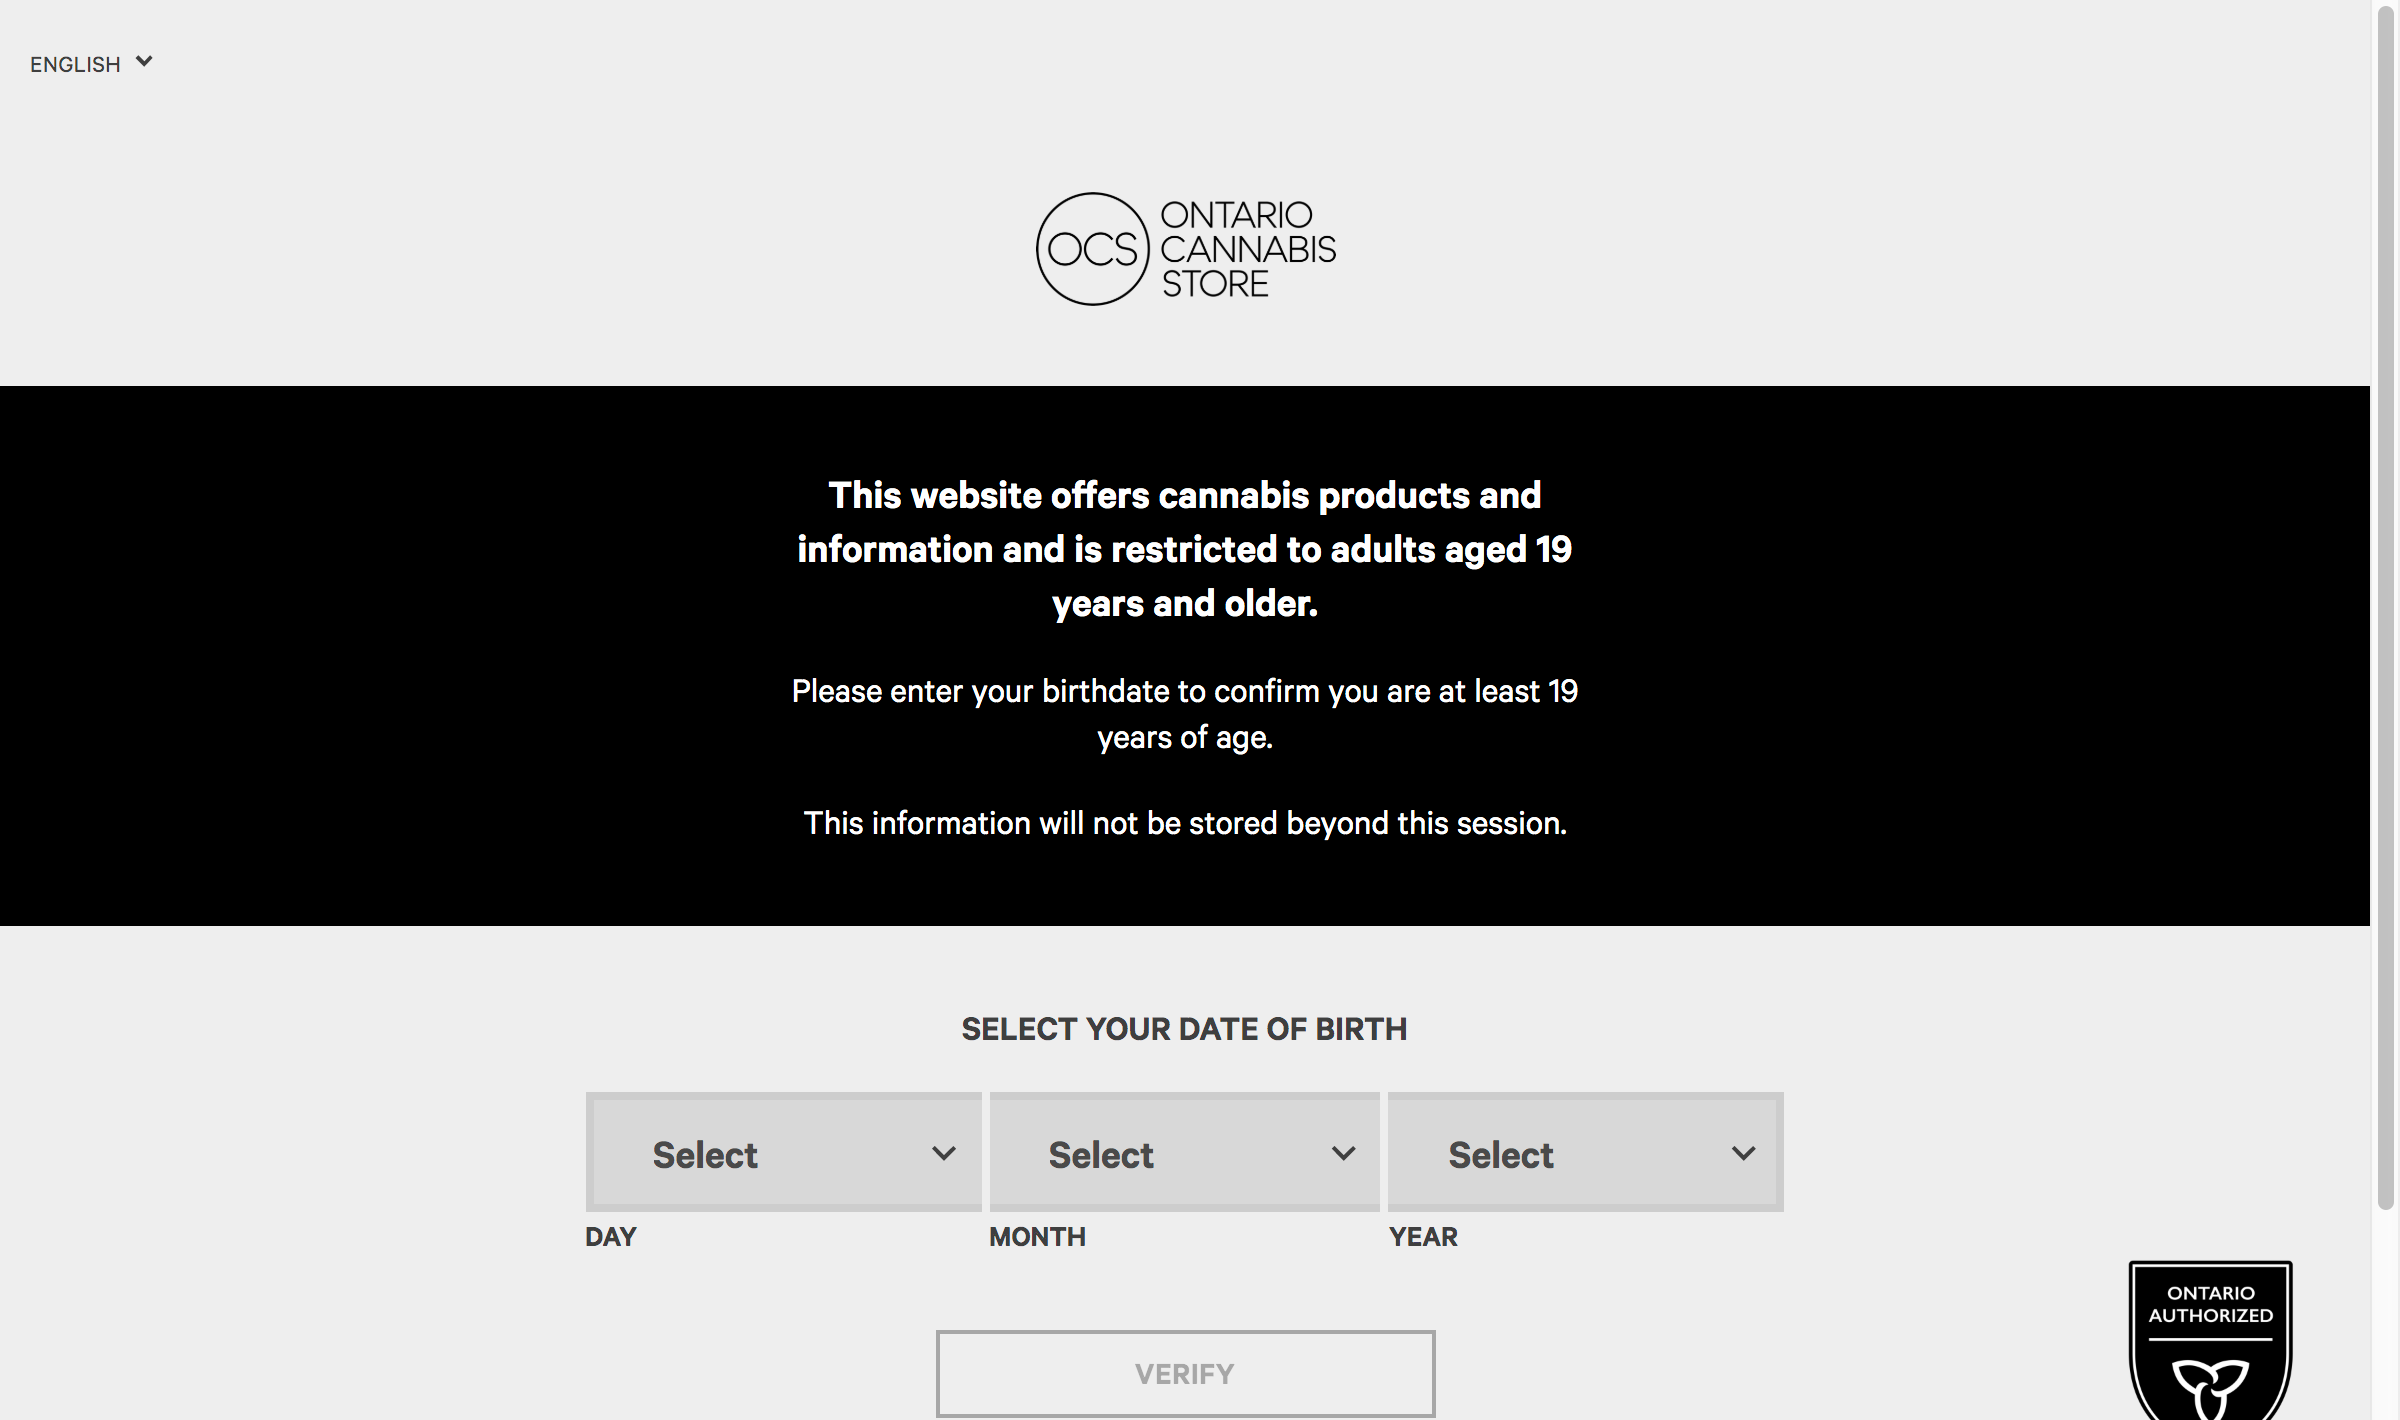 ENGLISH
OCS
ONTARIO
CANNABIS
STORE
This website offers cannabis products and
information and is restricted to adults aged 19
years and older.
Please enter your birthdate to confirm you are at least 19
years of age.
This information will not be stored beyond this session.
SELECT YOUR DATE OF BIRTH
Select Select Select
DAY MONTH YEAR
VERIFY
ONTARIO
AUTHORIZED